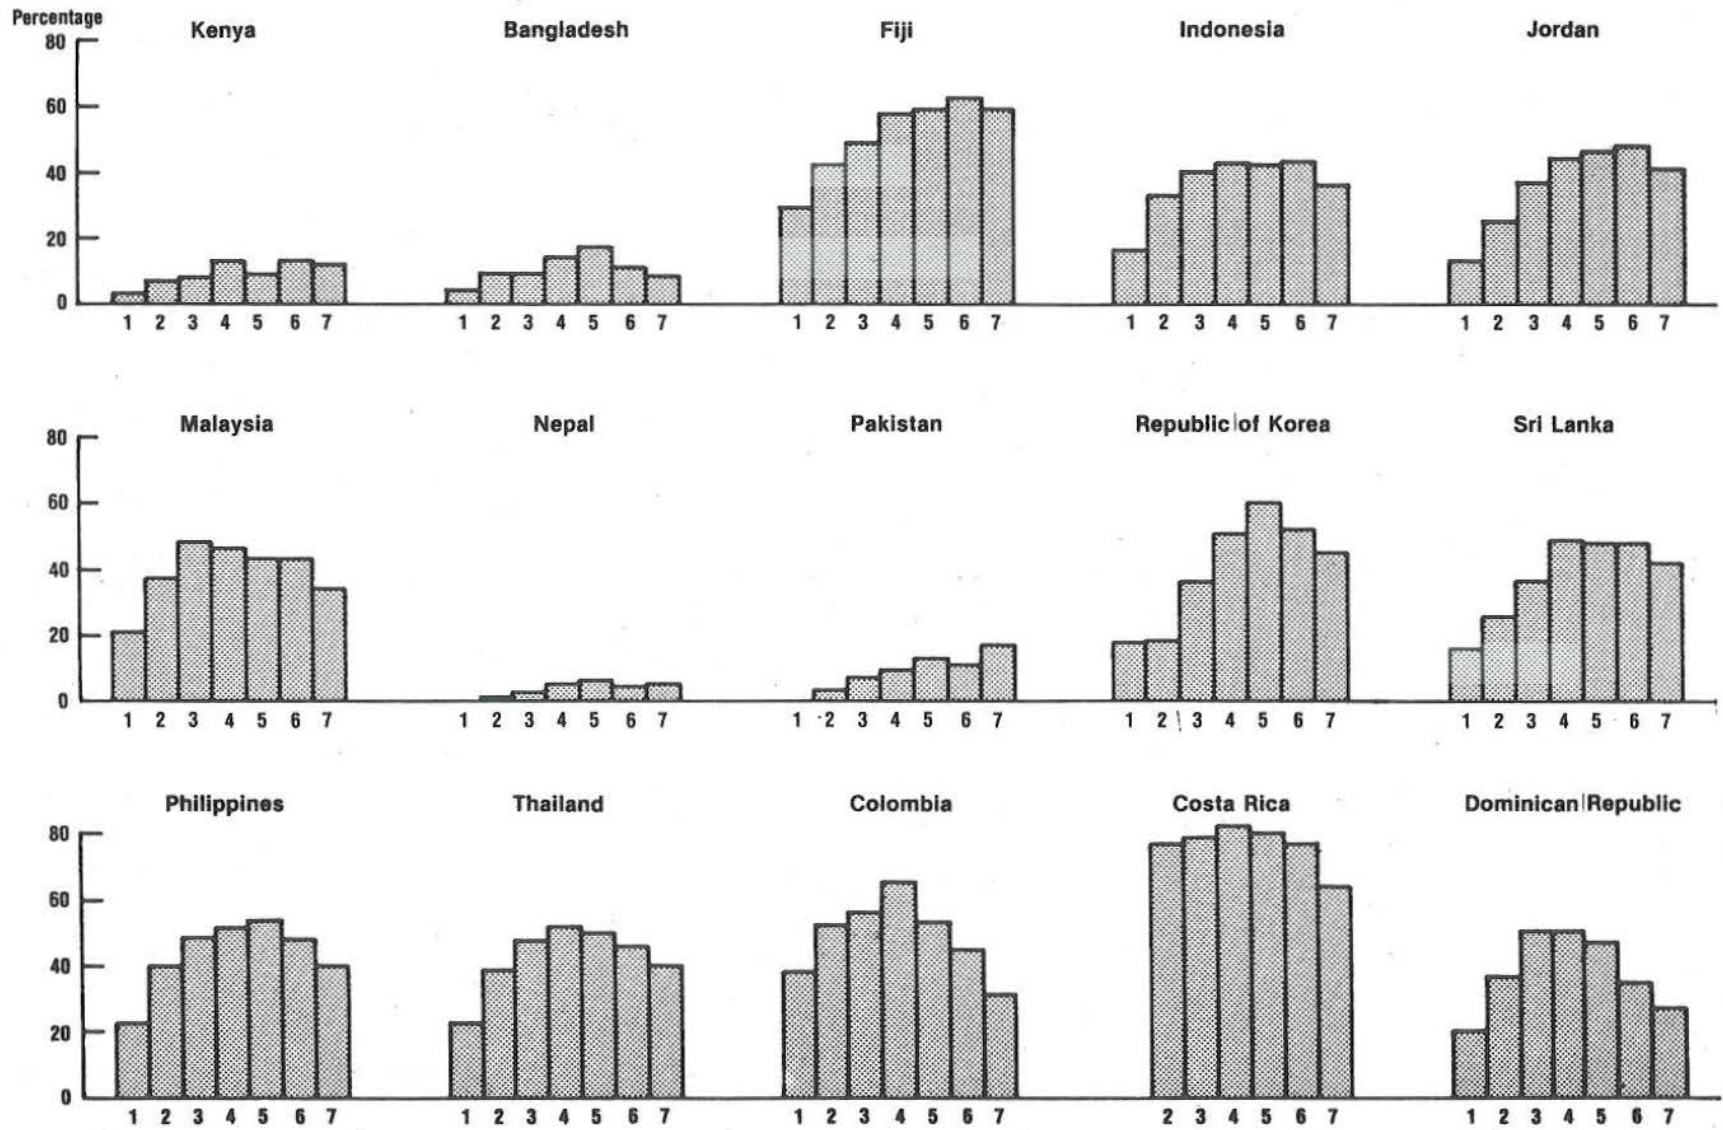 Percentage
Kenya Bangladesh Fiji Indonesia Jordan
80
60
40
20
0
1 2 3 4 5 6 7 1 2 3 4 5 6 7 1 2 3 4 5 6 7 1 2 3 4 5 6 7 1 2 3 4 5 6 7
Malaysia Nepal Pakistan Republic of Korea Sri Lanka
80
60
40
20
0
1 2 3 4 5 6 7 1 2 3 4 5 6 7 1 2 3 4 5 6 7 1 2 3 4 5 6 7 1 2 3 4 5 6 7
Philippines Thailand Colombia Costa Rica Dominican Republic
80
60
40
20
0
1 2 3 4 5 6 7 1 2 3 4 5 6 7 1 2 3 4 5 6 7 2 3 4 5 6 7 1 2 3 4 5 6 7